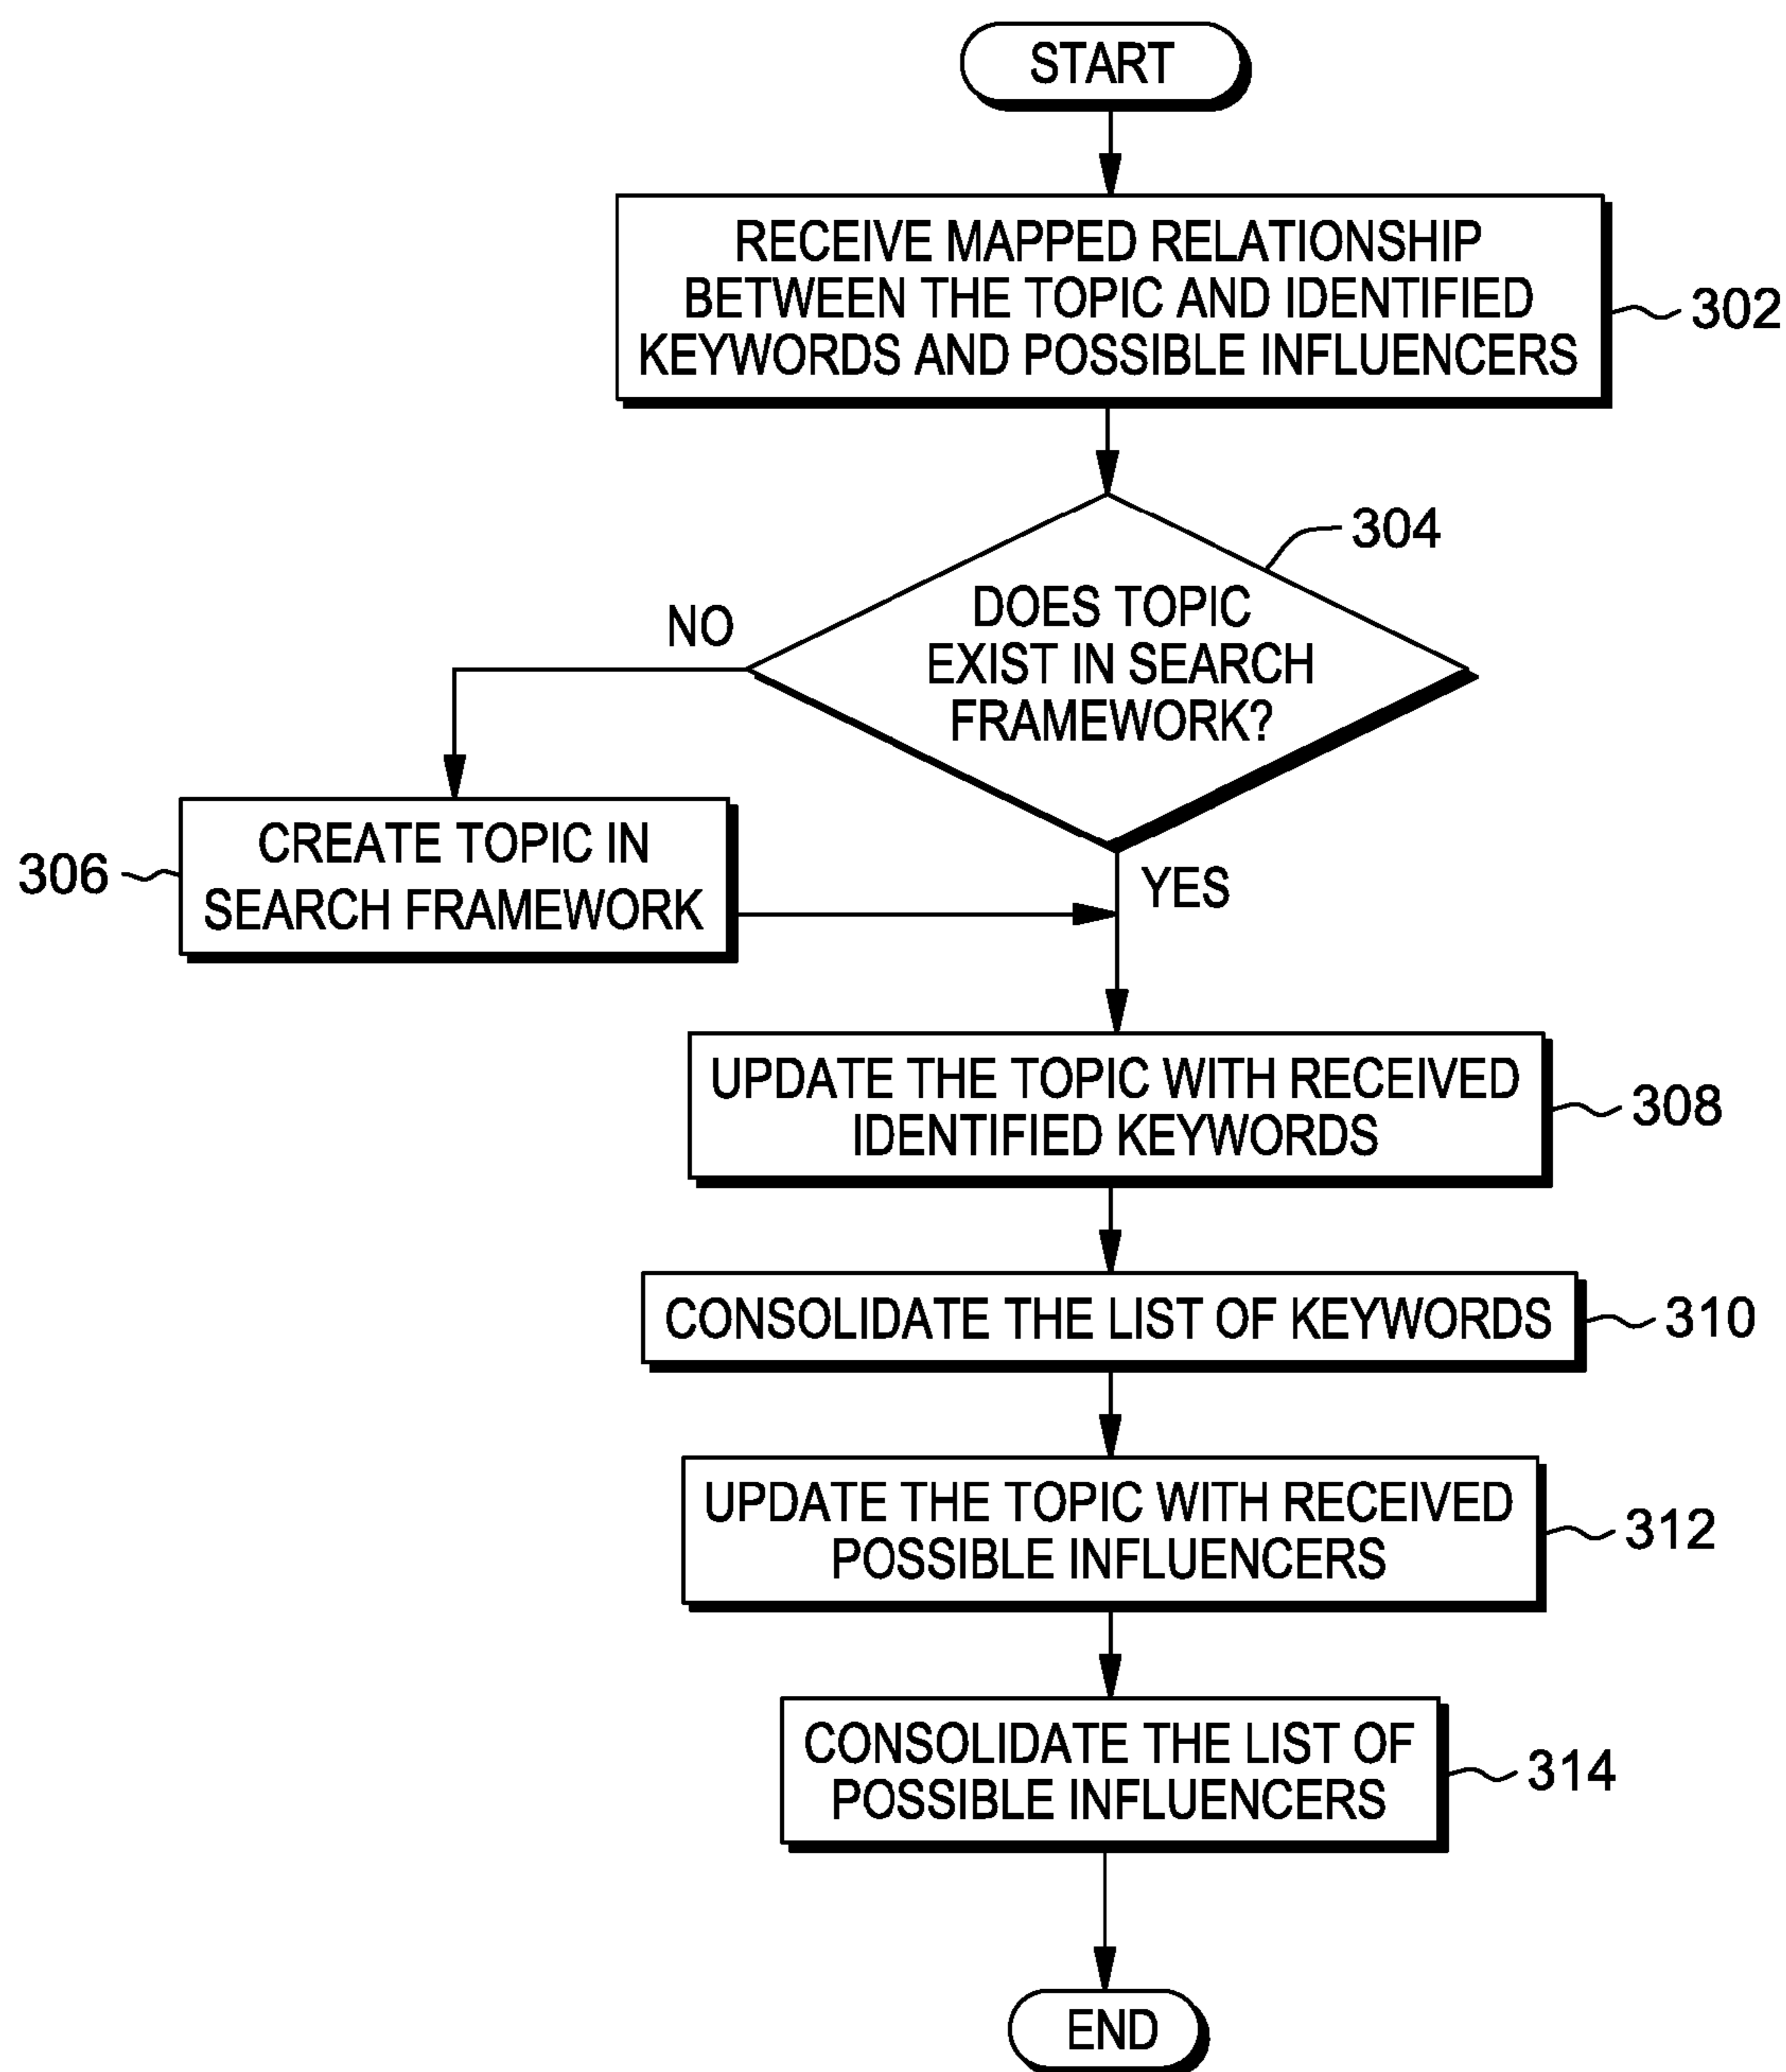 START
RECEIVE MAPPED RELATIONSHIP
BETWEEN THE TOPIC AND IDENTIFIED
KEYWORDS AND POSSIBLE INFLUENCERS
302
304
DOES TOPIC
EXIST IN SEARCH
FRAMEWORK?
NO
CREATE TOPIC IN
SEARCH FRAMEWORK
306
YES
UPDATE THE TOPIC WITH RECEIVED
IDENTIFIED KEYWORDS
308
CONSOLIDATE THE LIST OF KEYWORDS
310
UPDATE THE TOPIC WITH RECEIVED
POSSIBLE INFLUENCERS
312
CONSOLIDATE THE LIST OF
POSSIBLE INFLUENCERS
314
END